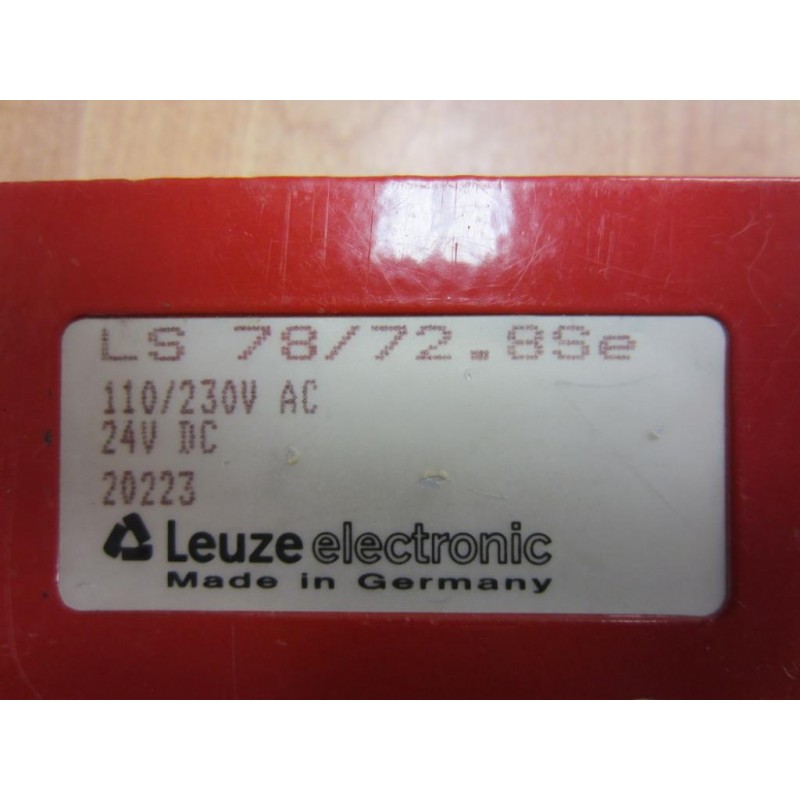 LS 78/72.8Se
110/230V AC
24V DC
20223
Leuze electronic
Made in Germany